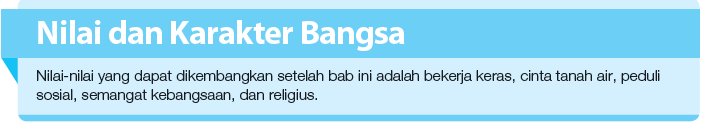 Nilai dan Karakter Bangsa
Nilai-nilai yang dapat dikembangkan setelah bab ini adalah bekerja keras, cinta tanah air, peduli
sosial, semangat kebangsaan, dan religius.